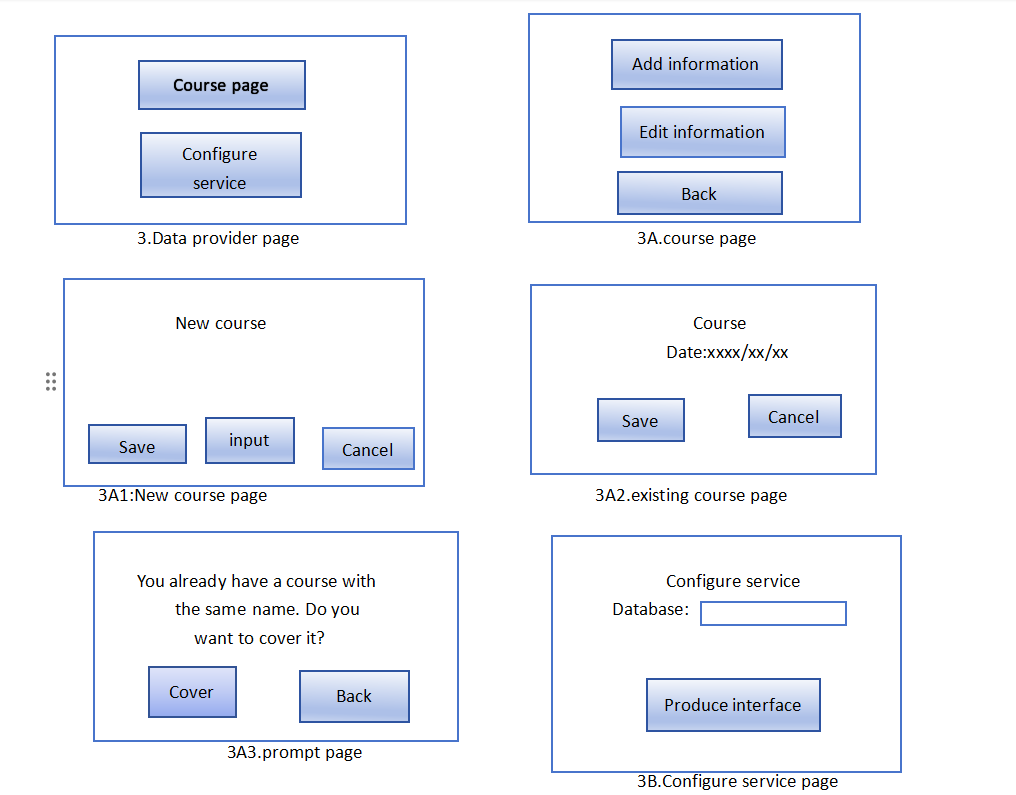 Course page
Configure
service
3.Data provider page
Add information
Edit information
Back
3A.course page
New course
Save
input
Cancel
3A1:New course page
Course
Date:xxxx/xx/xx
Save
Cancel
3A2.existing course page
You already have a course with
the same name. Do you
want to cover it?
Cover
Back
3A3.prompt page
Configure service
Database:
Produce interface
3B.Configure service page